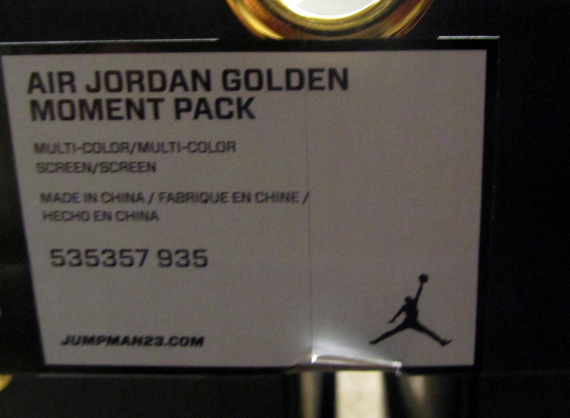 AIR JORDAN GOLDEN
MOMENT PACK
MULTI-COLOR/MULTI-COLOR
SCREEN/SCREEN
MADE IN CHINA / FABRIQUE EN CHINE /
HECHO EN CHINA
535357 935
JUMPMAN23.COM